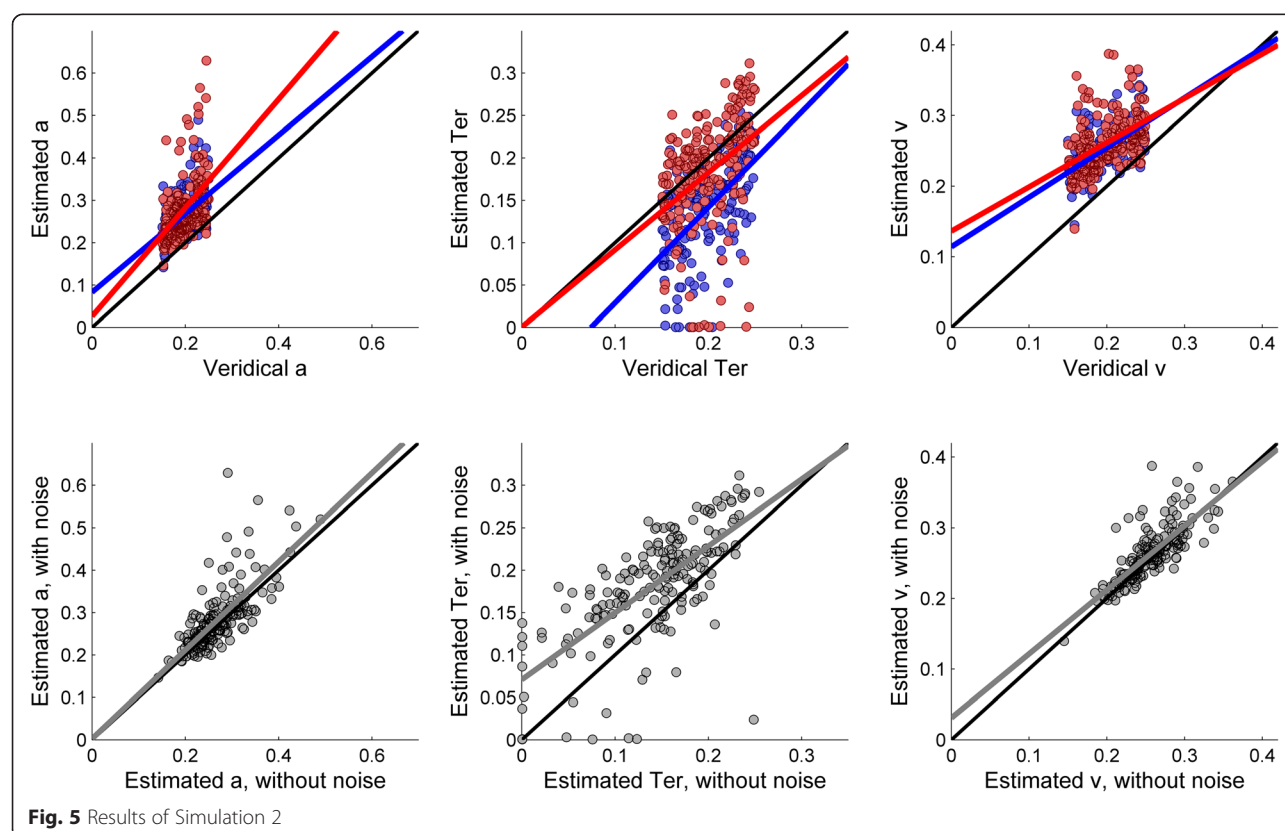 Estimated a
0.6
0.5
0.4
0.3
0.2
0.1
0
0 0.2 0.4 0.6
Veridical a
Estimated Ter
0.3
0.25
0.2
0.15
0.1
0.05
0
0 0.1 0.2 0.3
Veridical Ter
Estimated v
0.4
0.3
0.2
0.1
0
0 0.1 0.2 0.3 0.4
Veridical v
Estimated a, with noise
0.6
0.5
0.4
0.3
0.2
0.1
0
0 0.2 0.4 0.6
Estimated a, without noise
Estimated Ter, with noise
0.3
0.25
0.2
0.15
0.1
0.05
0
0 0.1 0.2 0.3
Estimated Ter, without noise
Estimated v, with noise
0.4
0.3
0.2
0.1
0
0 0.1 0.2 0.3 0.4
Estimated v, without noise
Fig. 5 Results of Simulation 2